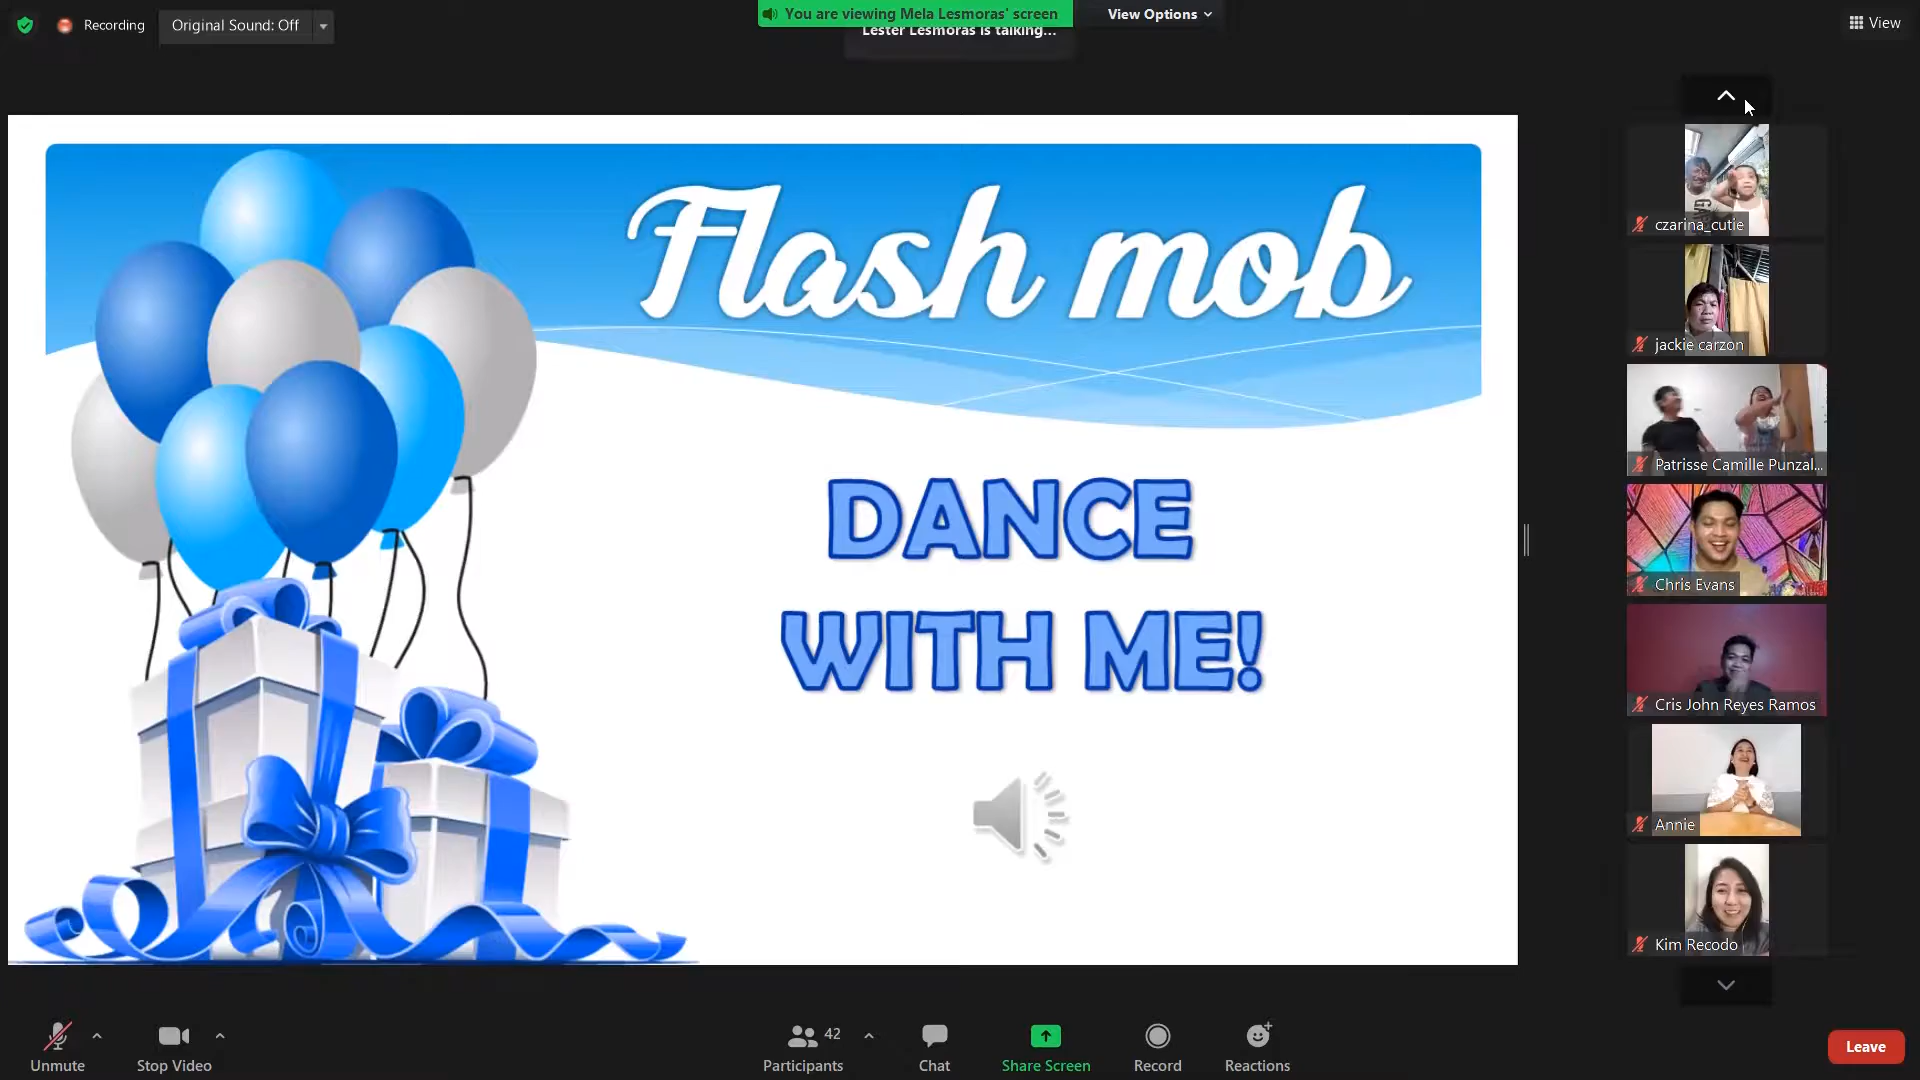 You are viewing Mela Lesmoras' screen
View Options
Recording
Original Sound: Off
Lester Lesmoras is talking...
View
Flash mob
DANCE
WITH ME!
czarina_cutie
jackie carzon
Patrisse Camille Punzal...
Chris Evans
Cris John Reyes Ramos
Annie
Kim Recodo
Unmute
Stop Video
42
Participants
Chat
Share Screen
Record
Reactions
Leave